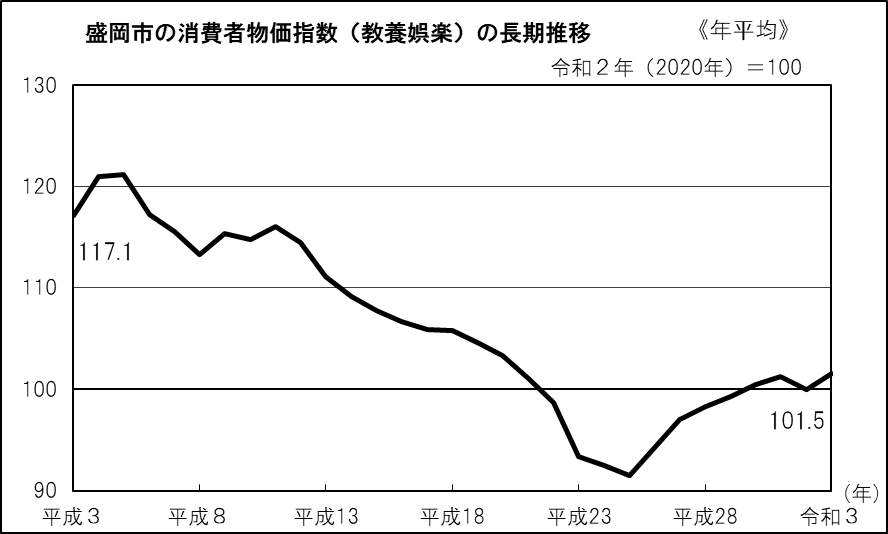 盛岡市の消費者物価指数（教養娯楽）の長期推移 《年平均》
令和２年（2020年）＝100
130
120
117.1
110
100
101.5
90
平成３ 平成８ 平成13 平成18 平成23 平成28 令和３ （年）